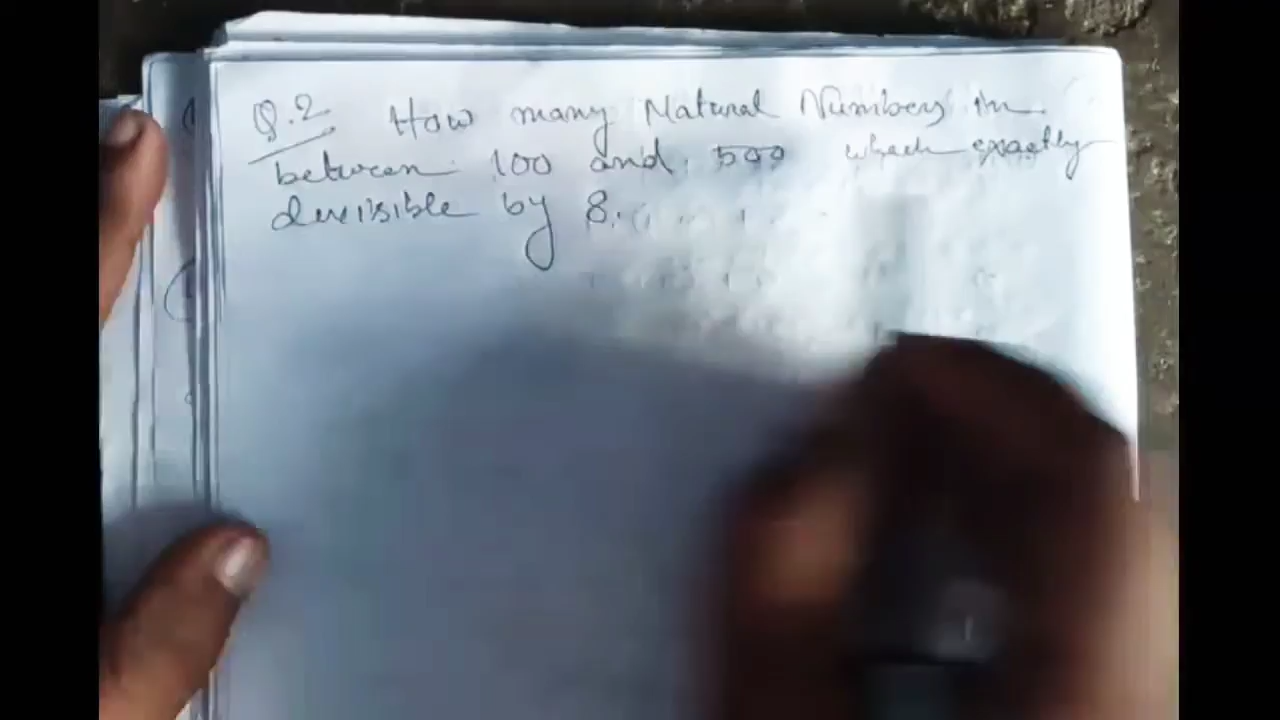 Q.2 How many Natural Numbers in
between 100 and 500 which exactly
divisible by 8.